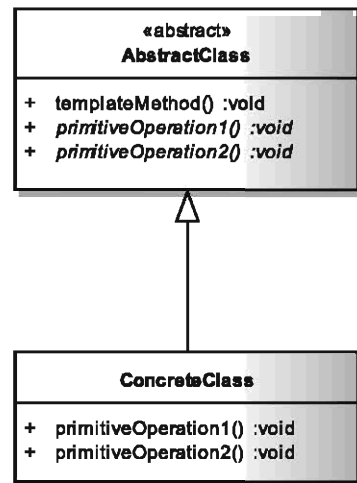 «abstract»
AbstractClass
+ templateMethod() :void
+ primitiveOperation1() :void
+ primitiveOperation2() :void
ConcreteClass
+ primitiveOperation1() :void
+ primitiveOperation2() :void